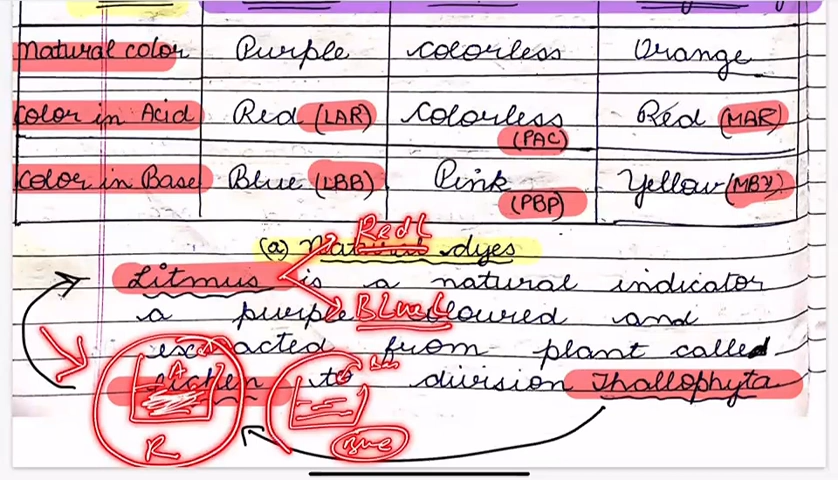 Natural color Purple Colorless Orange
Color in Acid Red (LAR) Colorless (PAC) Red (MAR)
Color in Base Blue (LBB) Pink (PBP) Yellow (MBY)
Red L
(a) Natural dyes
Litmus is a natural indicator
a purple coloured and
Blue L
extracted from plant called
lichen to division Thallophyta
A
R
Blue